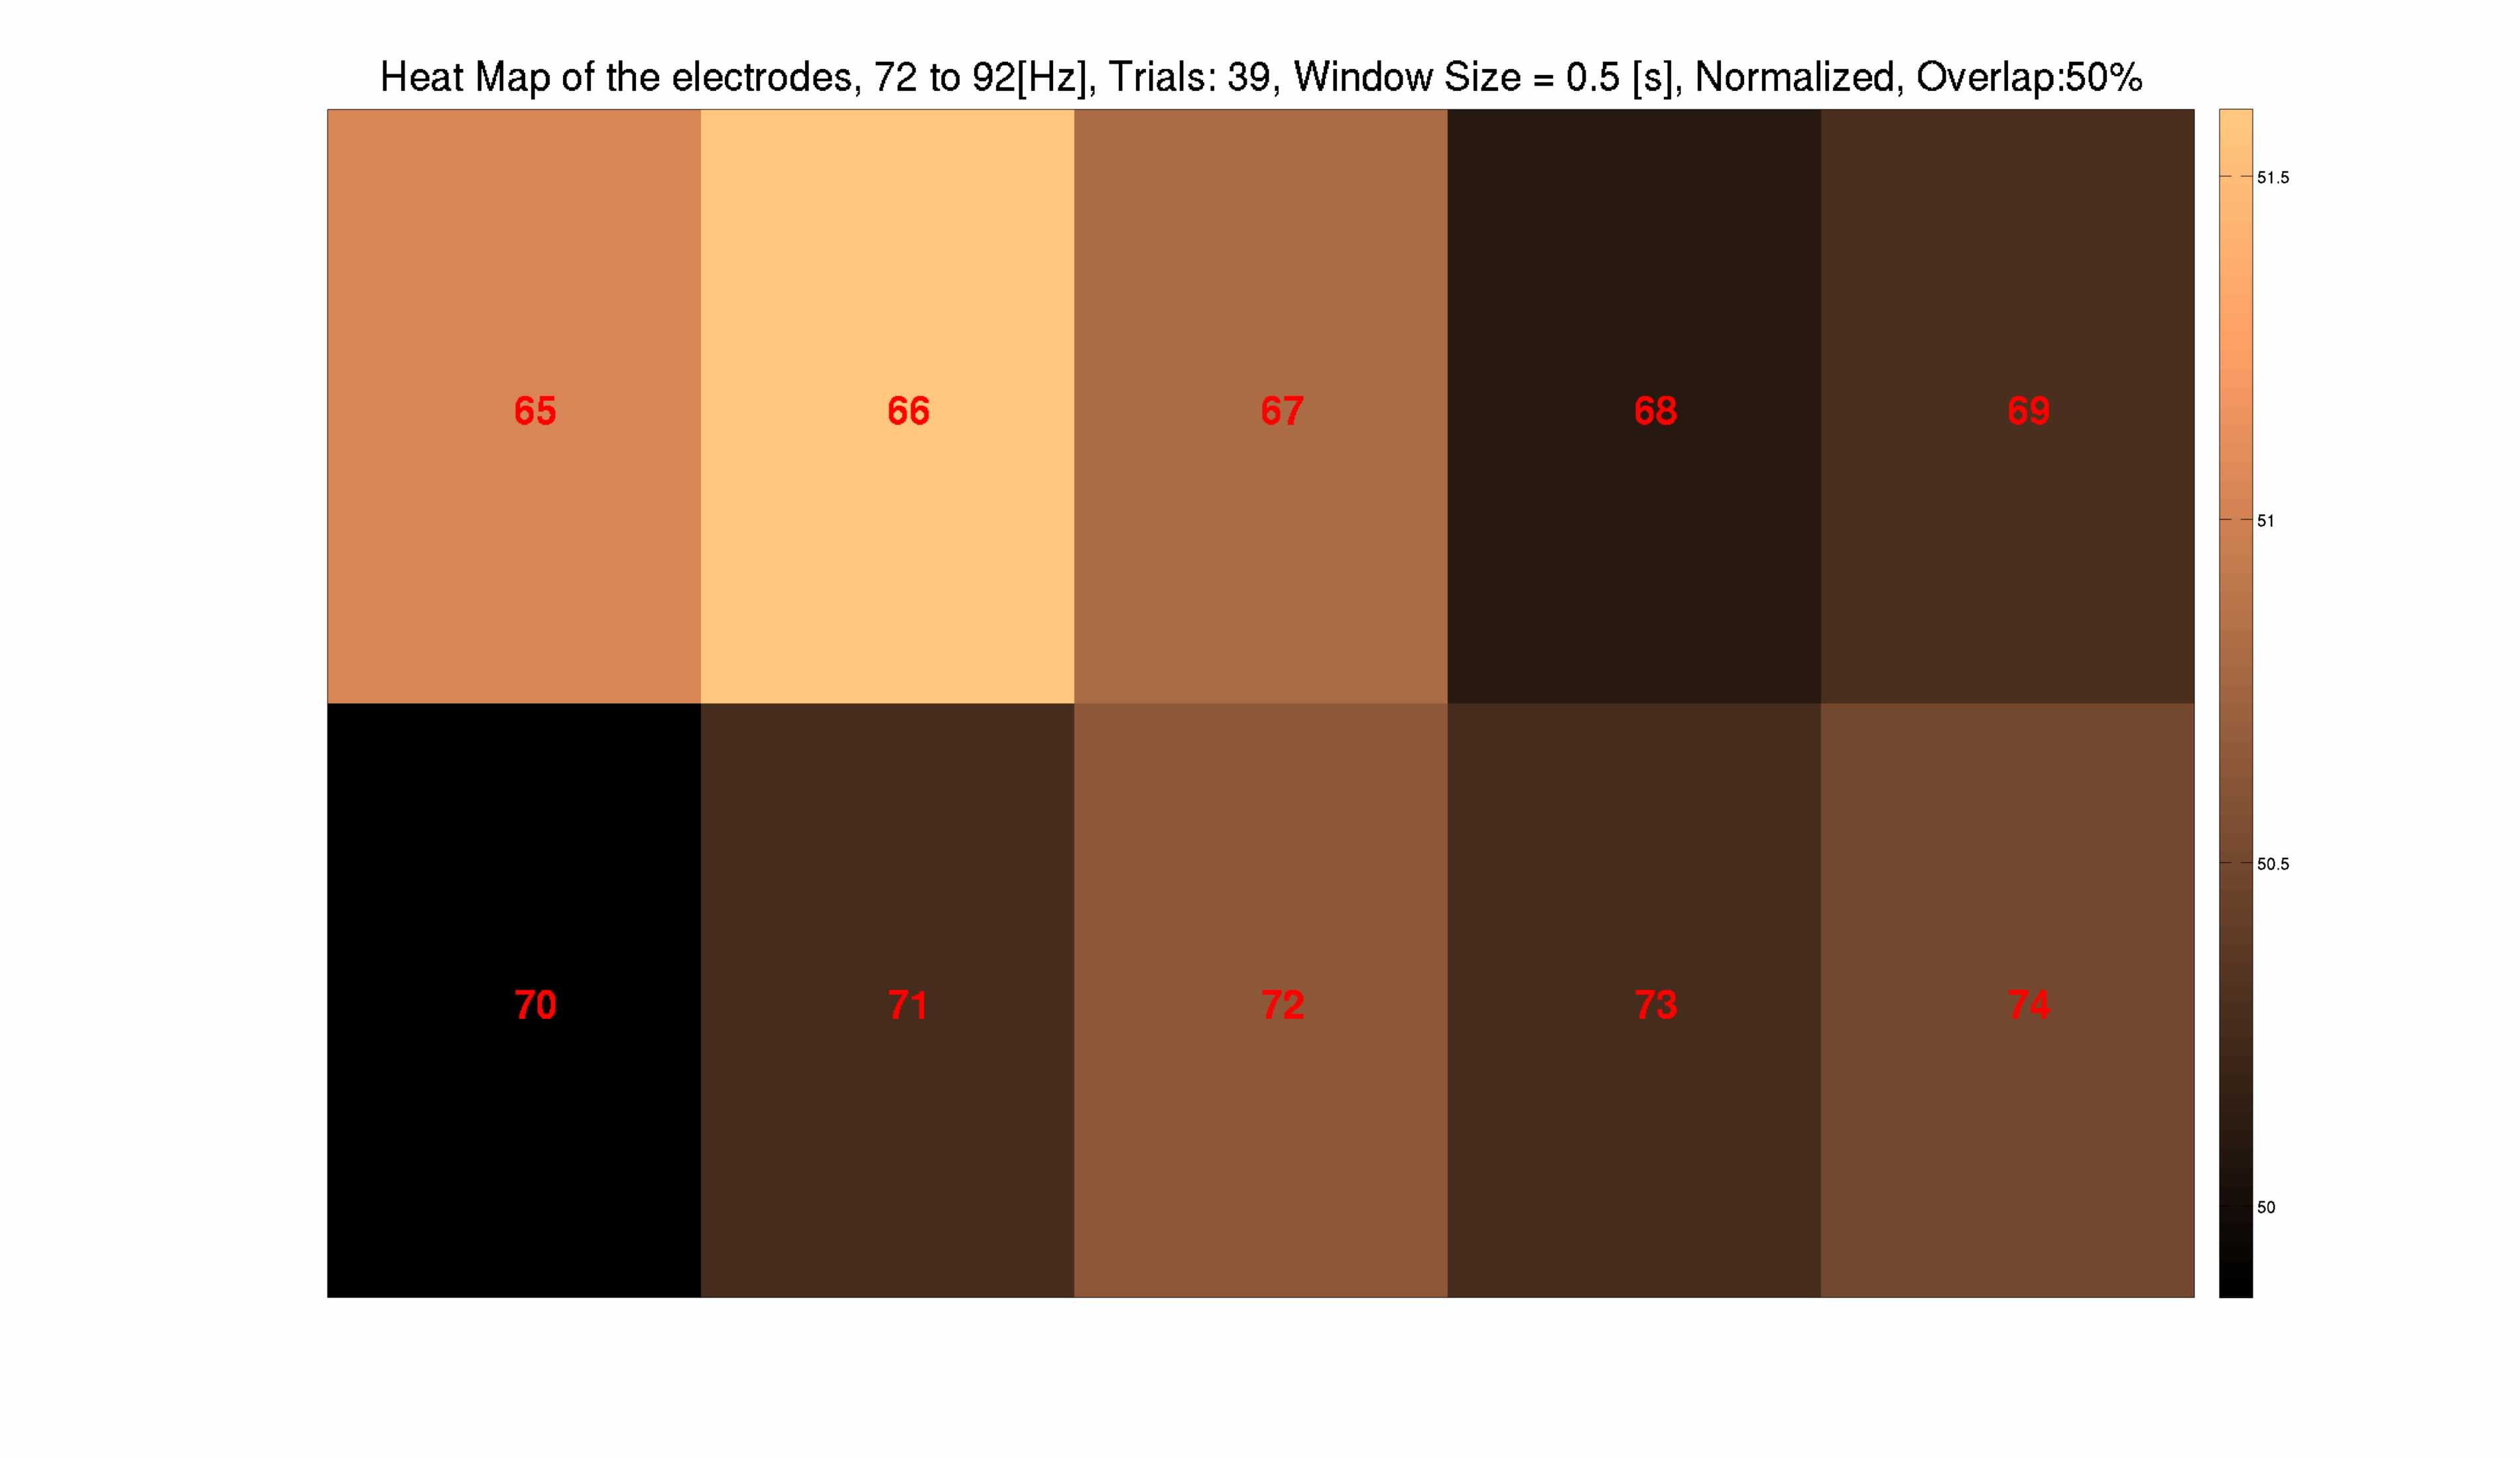 Heat Map of the electrodes, 72 to 92[Hz], Trials: 39, Window Size = 0.5 [s], Normalized, Overlap:50%
65 66 67 68 69
70 71 72 73 74
51.5
51
50.5
50